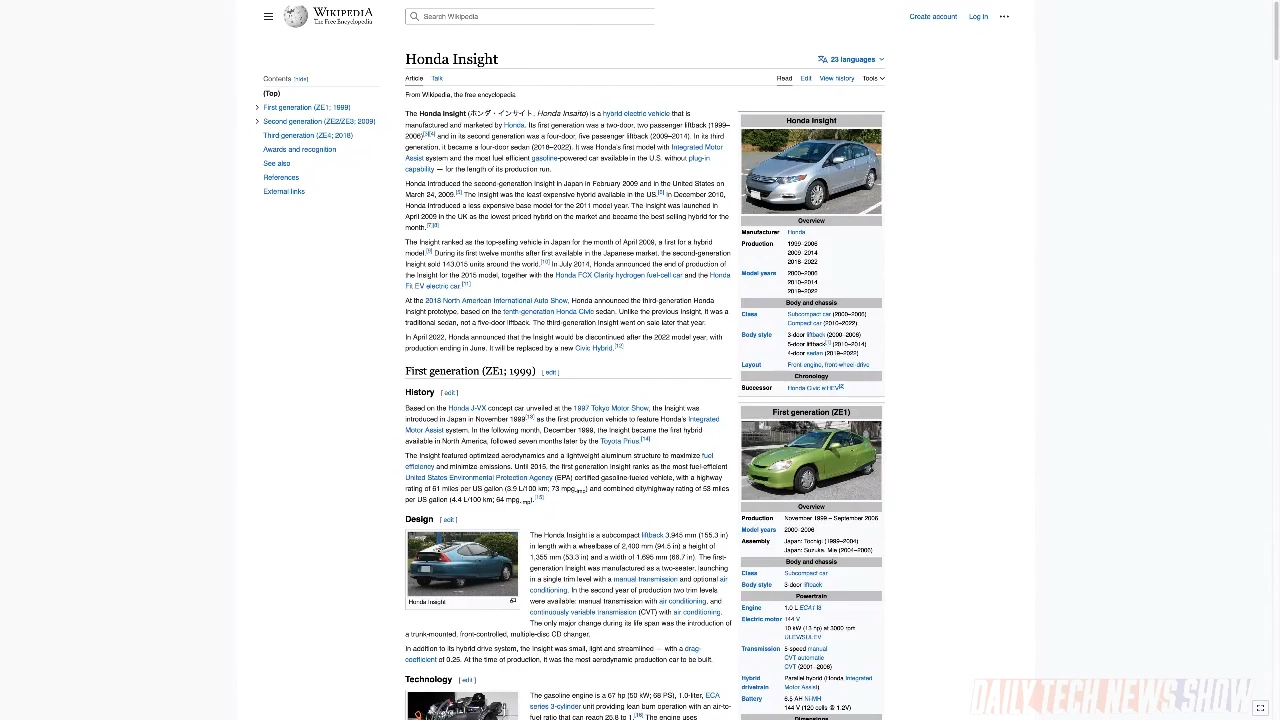 WIKIPEDIA
The Free Encyclopedia
Search Wikipedia
Create account Log in
Honda Insight
23 languages
Article Talk
Read Edit View history Tools
From Wikipedia, the free encyclopedia
Contents [hide]
(Top)
First generation (ZE1; 1999)
Second generation (ZE2/ZE3; 2009)
Third generation (ZE4; 2018)
Awards and recognition
See also
References
External links
The Honda Insight (ホンダ・インサイト, Honda Insaito) is a hybrid electric vehicle that is
manufactured and marketed by Honda. Its first generation was a two-door, two passenger liftback (1999–
2006)[3][4] and in its second generation was a four-door, five passenger liftback (2009–2014). In its third
generation, it became a four-door sedan (2018–2022). It was Honda's first model with Integrated Motor
Assist system and the most fuel efficient gasoline-powered car available in the U.S. without plug-in
capability — for the length of its production run.
Honda introduced the second-generation Insight in Japan in February 2009 and in the United States on
March 24, 2009.[5] The Insight was the least expensive hybrid available in the US.[6] In December 2010,
Honda introduced a less expensive base model for the 2011 model year. The Insight was launched in
April 2009 in the UK as the lowest priced hybrid on the market and became the best selling hybrid for the
month.[7][8]
The Insight ranked as the top-selling vehicle in Japan for the month of April 2009, a first for a hybrid
model.[9] During its first twelve months after first available in the Japanese market, the second-generation
Insight sold 143,015 units around the world.[10] In July 2014, Honda announced the end of production of
the Insight for the 2015 model, together with the Honda FCX Clarity hydrogen fuel-cell car and the Honda
Fit EV electric car.[11]
At the 2018 North American International Auto Show, Honda announced the third-generation Honda
Insight prototype, based on the tenth-generation Honda Civic sedan. Unlike the previous Insight, it was a
traditional sedan, not a five-door liftback. The third-generation Insight went on sale later that year.
In April 2022, Honda announced that the Insight would be discontinued after the 2022 model year, with
production ending in June. It will be replaced by a new Civic Hybrid.[12]
First generation (ZE1; 1999) [ edit ]
History [ edit ]
Based on the Honda J-VX concept car unveiled at the 1997 Tokyo Motor Show, the Insight was
introduced in Japan in November 1999[13] as the first production vehicle to feature Honda's Integrated
Motor Assist system. In the following month, December 1999, the Insight became the first hybrid
available in North America, followed seven months later by the Toyota Prius.[14]
The Insight featured optimized aerodynamics and a lightweight aluminum structure to maximize fuel
efficiency and minimize emissions. Until 2015, the first generation Insight ranks as the most fuel-efficient
United States Environmental Protection Agency (EPA) certified gasoline-fueled vehicle, with a highway
rating of 61 miles per US gallon (3.9 L/100 km; 73 mpg-imp) and combined city/highway rating of 53 miles
per US gallon (4.4 L/100 km; 64 mpg-imp).[15]
Design [ edit ]
Honda Insight
The Honda Insight is a subcompact liftback 3,945 mm (155.3 in)
in length with a wheelbase of 2,400 mm (94.5 in) a height of
1,355 mm (53.3 in) and a width of 1,695 mm (66.7 in). The first-
generation Insight was manufactured as a two-seater, launching
in a single trim level with a manual transmission and optional air
conditioning. In the second year of production two trim levels
were available: manual transmission with air conditioning, and
continuously variable transmission (CVT) with air conditioning.
The only major change during its life span was the introduction of
a trunk-mounted, front-controlled, multiple-disc CD changer.
In addition to its hybrid drive system, the Insight was small, light and streamlined — with a drag-
coefficient of 0.25. At the time of production, it was the most aerodynamic production car to be built.
Technology [ edit ]
The gasoline engine is a 67 hp (50 kW; 68 PS), 1.0-liter, ECA
series 3-cylinder unit providing lean burn operation with an air-to-
fuel ratio that can reach 25.8 to 1.[16] The engine uses
Honda Insight
Overview
Manufacturer Honda
Production 1999–2006
2009–2014
2018–2022
Model years 2000–2006
2010–2014
2019–2022
Body and chassis
Class Subcompact car (2000–2006)
Compact car (2010–2022)
Body style 3-door liftback (2000–2006)
5-door liftback[1] (2010–2014)
4-door sedan (2019–2022)
Layout Front-engine, front-wheel-drive
Chronology
Successor Honda Civic e:HEV[2]
First generation (ZE1)
Overview
Production November 1999 – September 2006
Model years 2000–2006
Assembly Japan: Tochigi (1999–2004)
Japan: Suzuka, Mie (2004–2006)
Body and chassis
Class Subcompact car
Body style 3-door liftback
Powertrain
Engine 1.0 L ECA1 I3
Electric motor 144 V
10 kW (13 hp) at 3000 rpm
ULEV/SULEV
Transmission 5-speed manual
CVT automatic
CVT (2001–2006)
Hybrid drivetrain Parallel hybrid (Honda Integrated
Motor Assist)
Battery 6.5 AH Ni-MH
144 V (120 cells @ 1.2V)
Dimensions
DAILY TECH NEWS SHOW